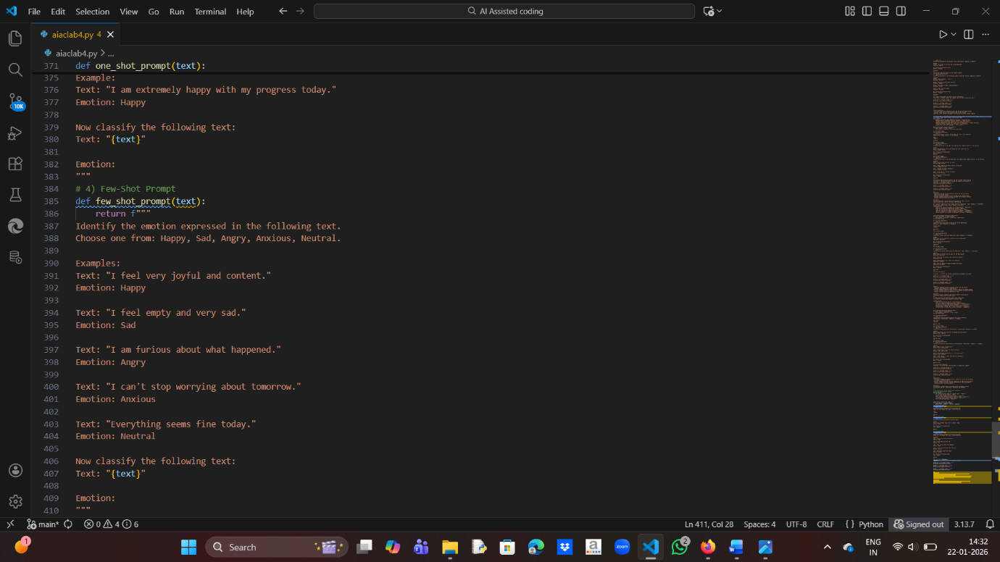 File Edit Selection View Go Run Terminal Help
AI Assisted coding
aiaclab4.py 4
aiaclab4.py > ...
371 def one_shot_prompt(text):
375 Example:
376 Text: "I am extremely happy with my progress today."
377 Emotion: Happy
378
379 Now classify the following text:
380 Text: "{text}"
381
382 Emotion:
383 """
384 # 4) Few-Shot Prompt
385 def few_shot_prompt(text):
386     return f"""
387 Identify the emotion expressed in the following text.
388 Choose one from: Happy, Sad, Angry, Anxious, Neutral.
389
390 Examples:
391 Text: "I feel very joyful and content."
392 Emotion: Happy
393
394 Text: "I feel empty and very sad."
395 Emotion: Sad
396
397 Text: "I am furious about what happened."
398 Emotion: Angry
399
400 Text: "I can't stop worrying about tomorrow."
401 Emotion: Anxious
402
403 Text: "Everything seems fine today."
404 Emotion: Neutral
405
406 Now classify the following text:
407 Text: "{text}"
408
409 Emotion:
410 """
10K
main* 0 4 6 Ln 411, Col 28 Spaces: 4 UTF-8 CRLF {} Python Signed out 3.13.7
1 Search a zoom 2 ENG IN 14:32 22-01-2026